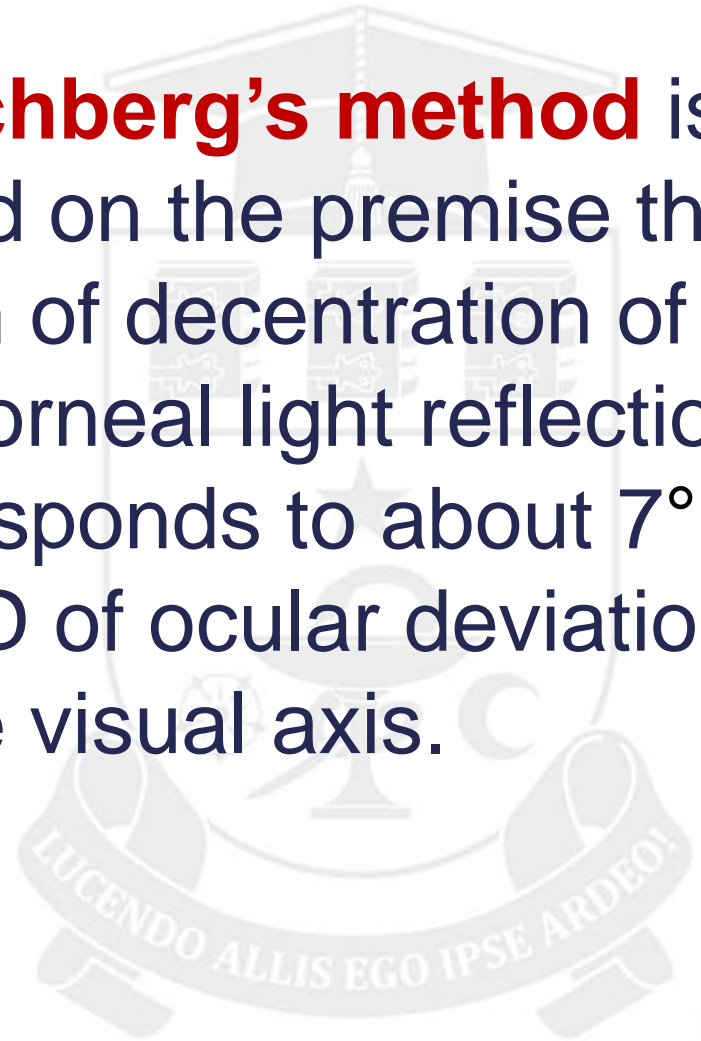 chberg’s method is
d on the premise th
of decentration of
orneal light reflectio
sponds to about 7°
D of ocular deviatio
visual axis.
LUCENDO ALLIS EGO IPSE ARDEO!